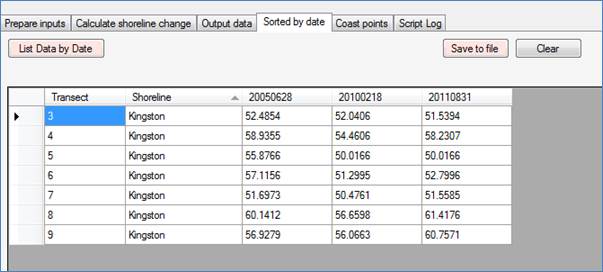 Prepare inputs Calculate shoreline change Output data Sorted by date Coast points Script Log
List Data by Date Save to file Clear
Transect Shoreline 20050628 20100218 20110831
3 Kingston 52.4854 52.0406 51.5394
4 Kingston 58.9355 54.4606 58.2307
5 Kingston 55.8766 50.0166 50.0166
6 Kingston 57.1156 51.2995 52.7996
7 Kingston 51.6973 50.4761 51.5585
8 Kingston 60.1412 56.6598 61.4176
9 Kingston 56.9279 56.0663 60.7571